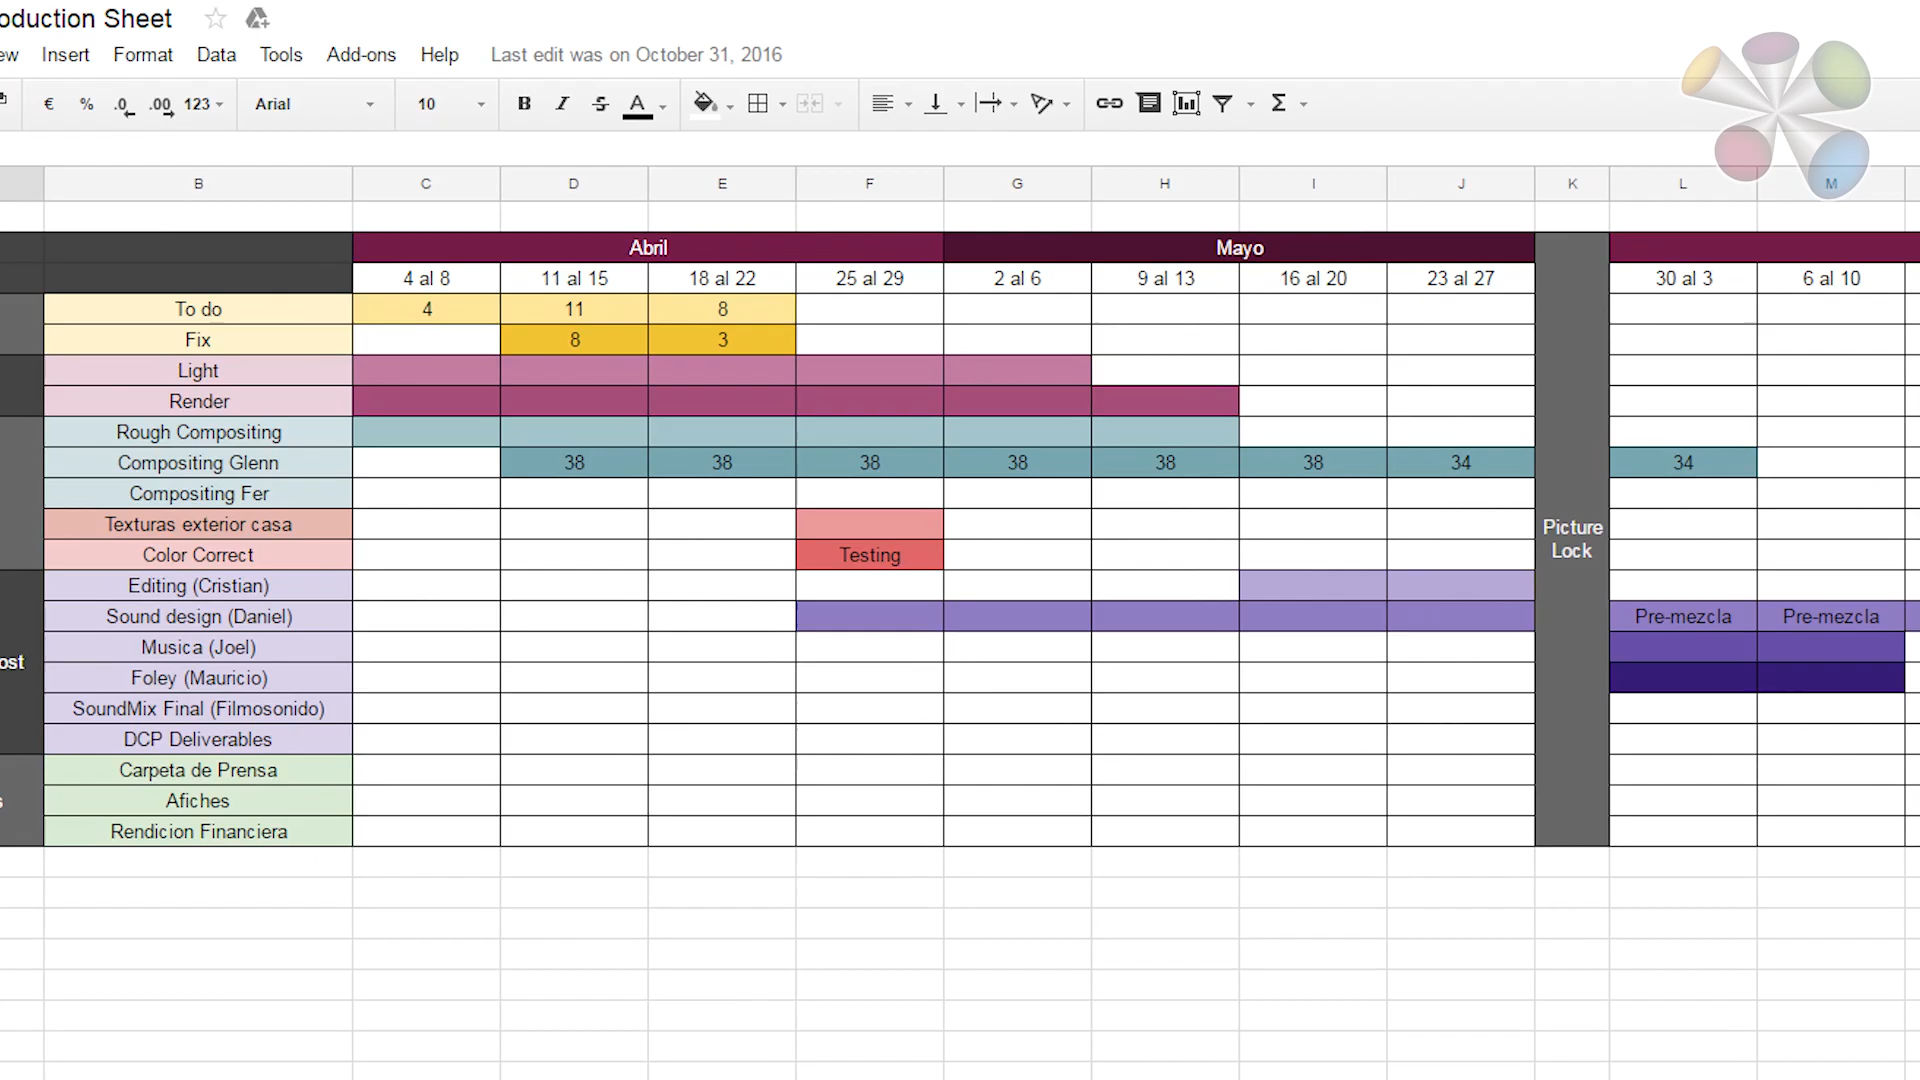 oduction Sheet
ew Insert Format Data Tools Add-ons Help Last edit was on October 31, 2016
€ % .0 .00 123 Arial 10 B I S A Σ
B C D E F G H I J K L M
Abril Mayo
4 al 8 11 al 15 18 al 22 25 al 29 2 al 6 9 al 13 16 al 20 23 al 27 30 al 3 6 al 10
To do 4 11 8
Fix 8 3
Light
Render
Rough Compositing
Compositing Glenn 38 38 38 38 38 38 34 34
Compositing Fer
Texturas exterior casa
Picture
Lock
Color Correct Testing
Editing (Cristian)
Sound design (Daniel) Pre-mezcla Pre-mezcla
Musica (Joel)
ost
Foley (Mauricio)
SoundMix Final (Filmosonido)
DCP Deliverables
Carpeta de Prensa
s Afiches
Rendicion Financiera